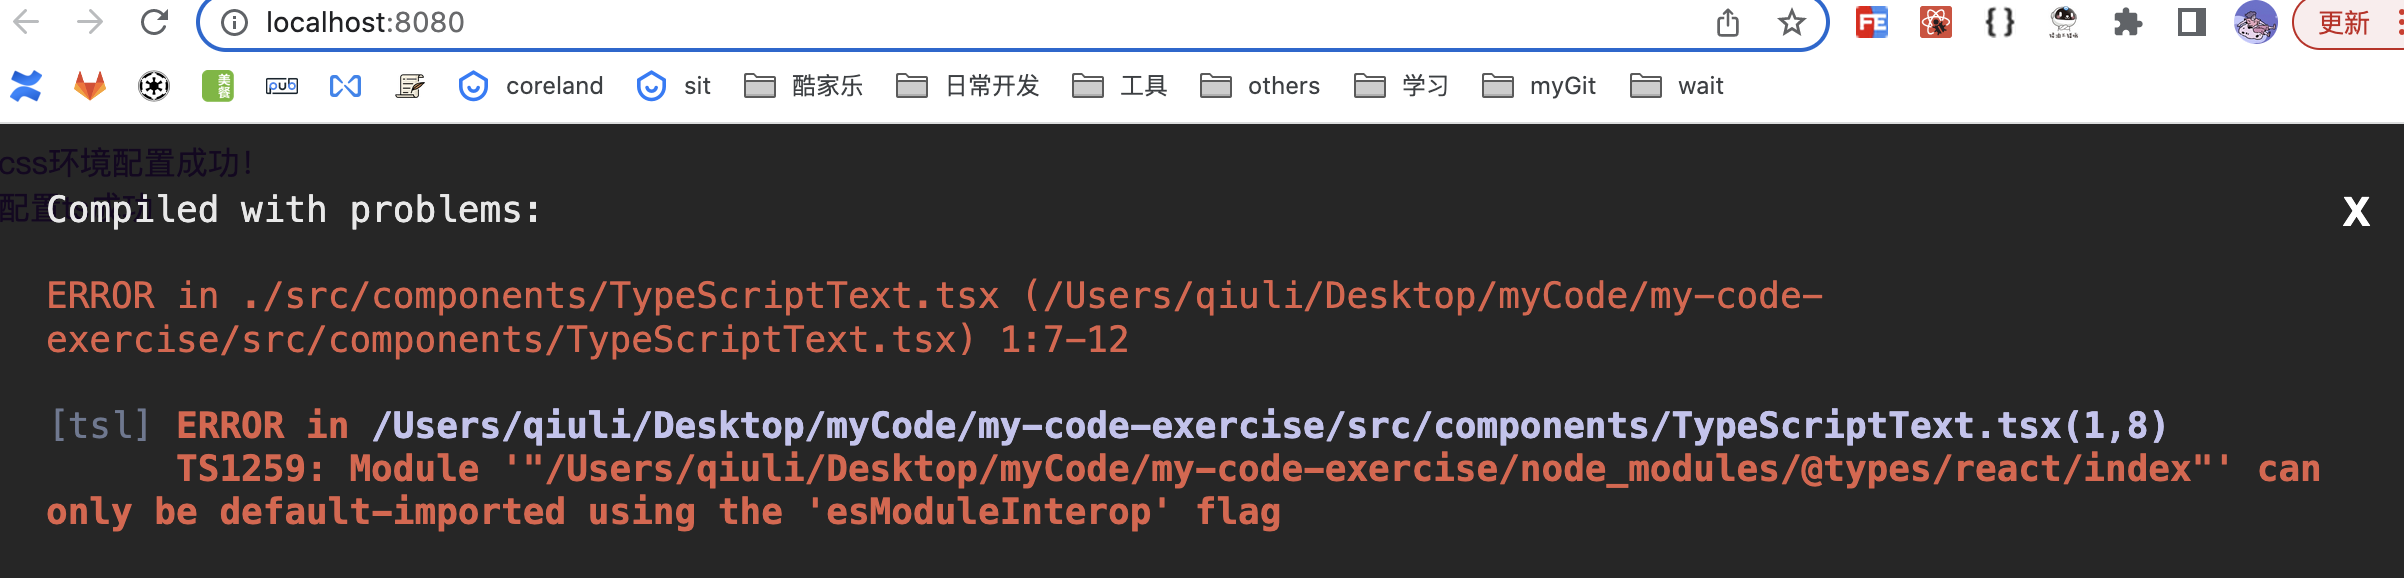 localhost:8080
FE
{}
更新
美餐
pub
coreland
sit
酷家乐
日常开发
工具
others
学习
myGit
wait
css环境配置成功!
Compiled with problems:
X
ERROR in ./src/components/TypeScriptText.tsx (/Users/qiuli/Desktop/myCode/my-code-
exercise/src/components/TypeScriptText.tsx) 1:7-12
[tsl] ERROR in /Users/qiuli/Desktop/myCode/my-code-exercise/src/components/TypeScriptText.tsx(1,8)
TS1259: Module '"/Users/qiuli/Desktop/myCode/my-code-exercise/node_modules/@types/react/index"' can
only be default-imported using the 'esModuleInterop' flag